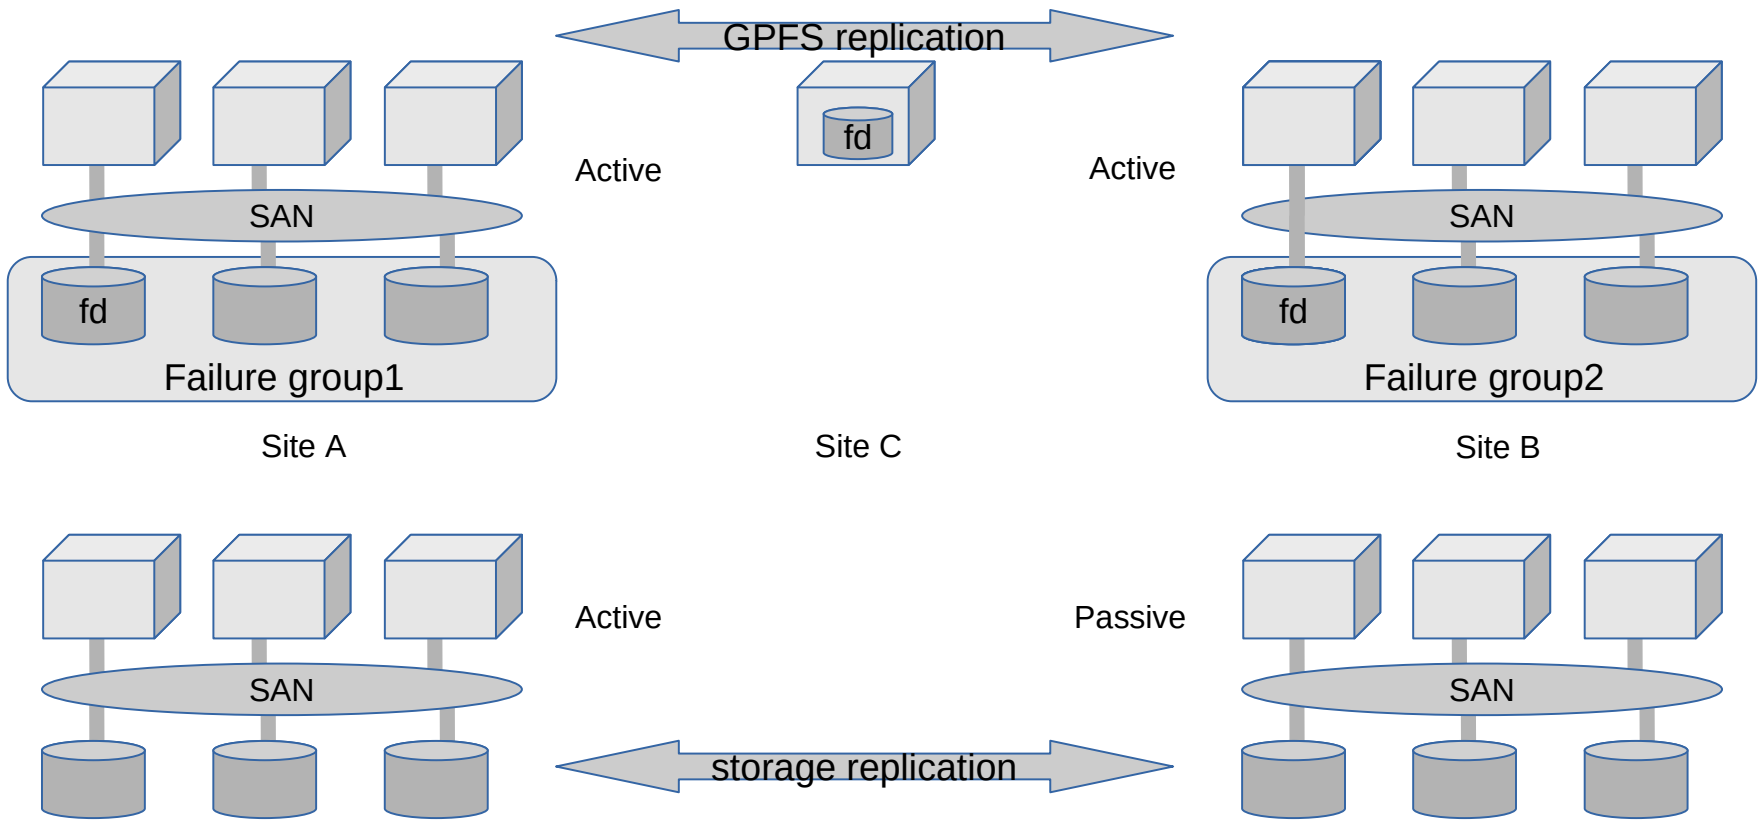 GPFS replication
fd
Active
Active
SAN
SAN
fd
fd
Failure group1
Failure group2
Site A
Site C
Site B
Active
Passive
SAN
SAN
storage replication